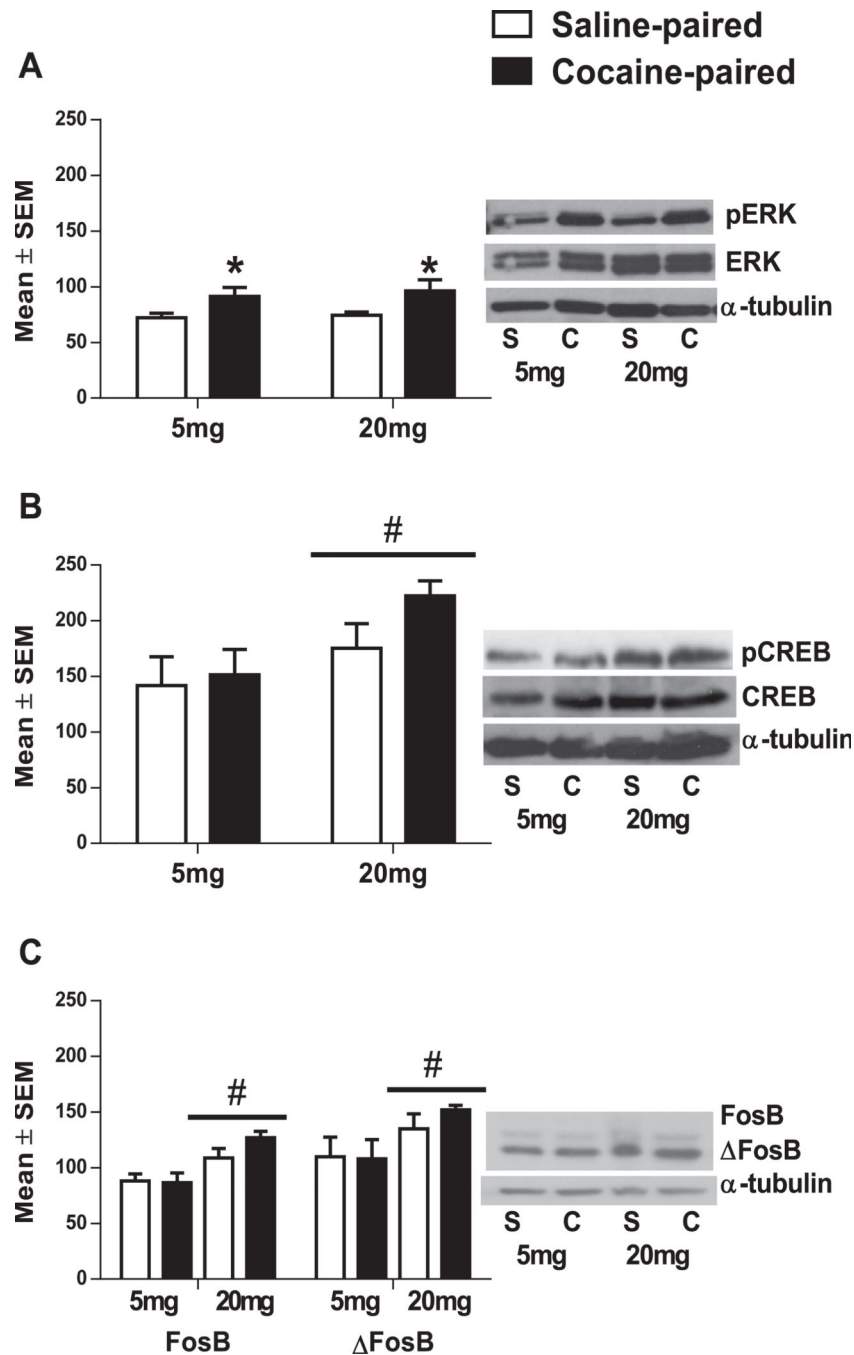 Saline-paired
Cocaine-paired
A
Mean ± SEM
250
200
150
100
50
0
*
*
5mg
20mg
pERK
ERK
α-tubulin
S C S C
5mg 20mg
B
Mean ± SEM
250
200
150
100
50
0
#
5mg
20mg
pCREB
CREB
α-tubulin
S C S C
5mg 20mg
C
Mean ± SEM
250
200
150
100
50
0
#
#
5mg 20mg 5mg 20mg
FosB ΔFosB
FosB
ΔFosB
α-tubulin
S C S C
5mg 20mg